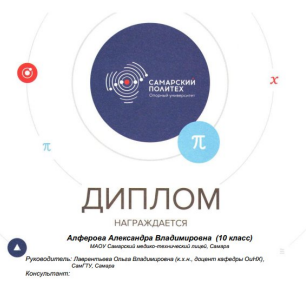 САМАРСКИЙ
ПОЛИТЕХ
Опорный университет
x
π
π
ДИПЛОМ
НАГРАЖДАЕТСЯ
Алферова Александра Владимировна (10 класс)
МАОУ Самарский медико-технический лицей, Самара
Руководитель: Лаврентьева Ольга Владимировна (к.х.н., доцент кафедры ОиНХ),
СамГТУ, Самара
Консультант: